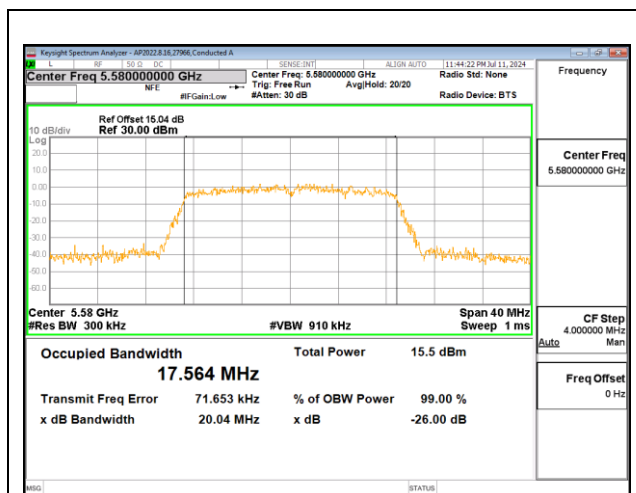 Keysight Spectrum Analyzer - AP2022.8.16,27966,Conducted A
L RF 50 Ω DC SENSE:INT ALIGN AUTO 11:44:22 PM Jul 11, 2024
Center Freq 5.580000000 GHz
Center Freq: 5.580000000 GHz
Radio Std: None
NFE
Trig: Free Run
Avg|Hold: 20/20
#IFGain:Low
#Atten: 30 dB
Radio Device: BTS
Ref Offset 15.04 dB
10 dB/div
Ref 30.00 dBm
Log
20.0
10.0
0.00
-10.0
-20.0
-30.0
-40.0
-50.0
-60.0
Center 5.58 GHz
Span 40 MHz
#Res BW 300 kHz
#VBW 910 kHz
Sweep 1 ms
Occupied Bandwidth
Total Power 15.5 dBm
17.564 MHz
Transmit Freq Error 71.653 kHz
% of OBW Power 99.00 %
x dB Bandwidth 20.04 MHz
x dB -26.00 dB
Frequency
Center Freq
5.580000000 GHz
CF Step
4.000000 MHz
Auto Man
Freq Offset
0 Hz
MSG
STATUS